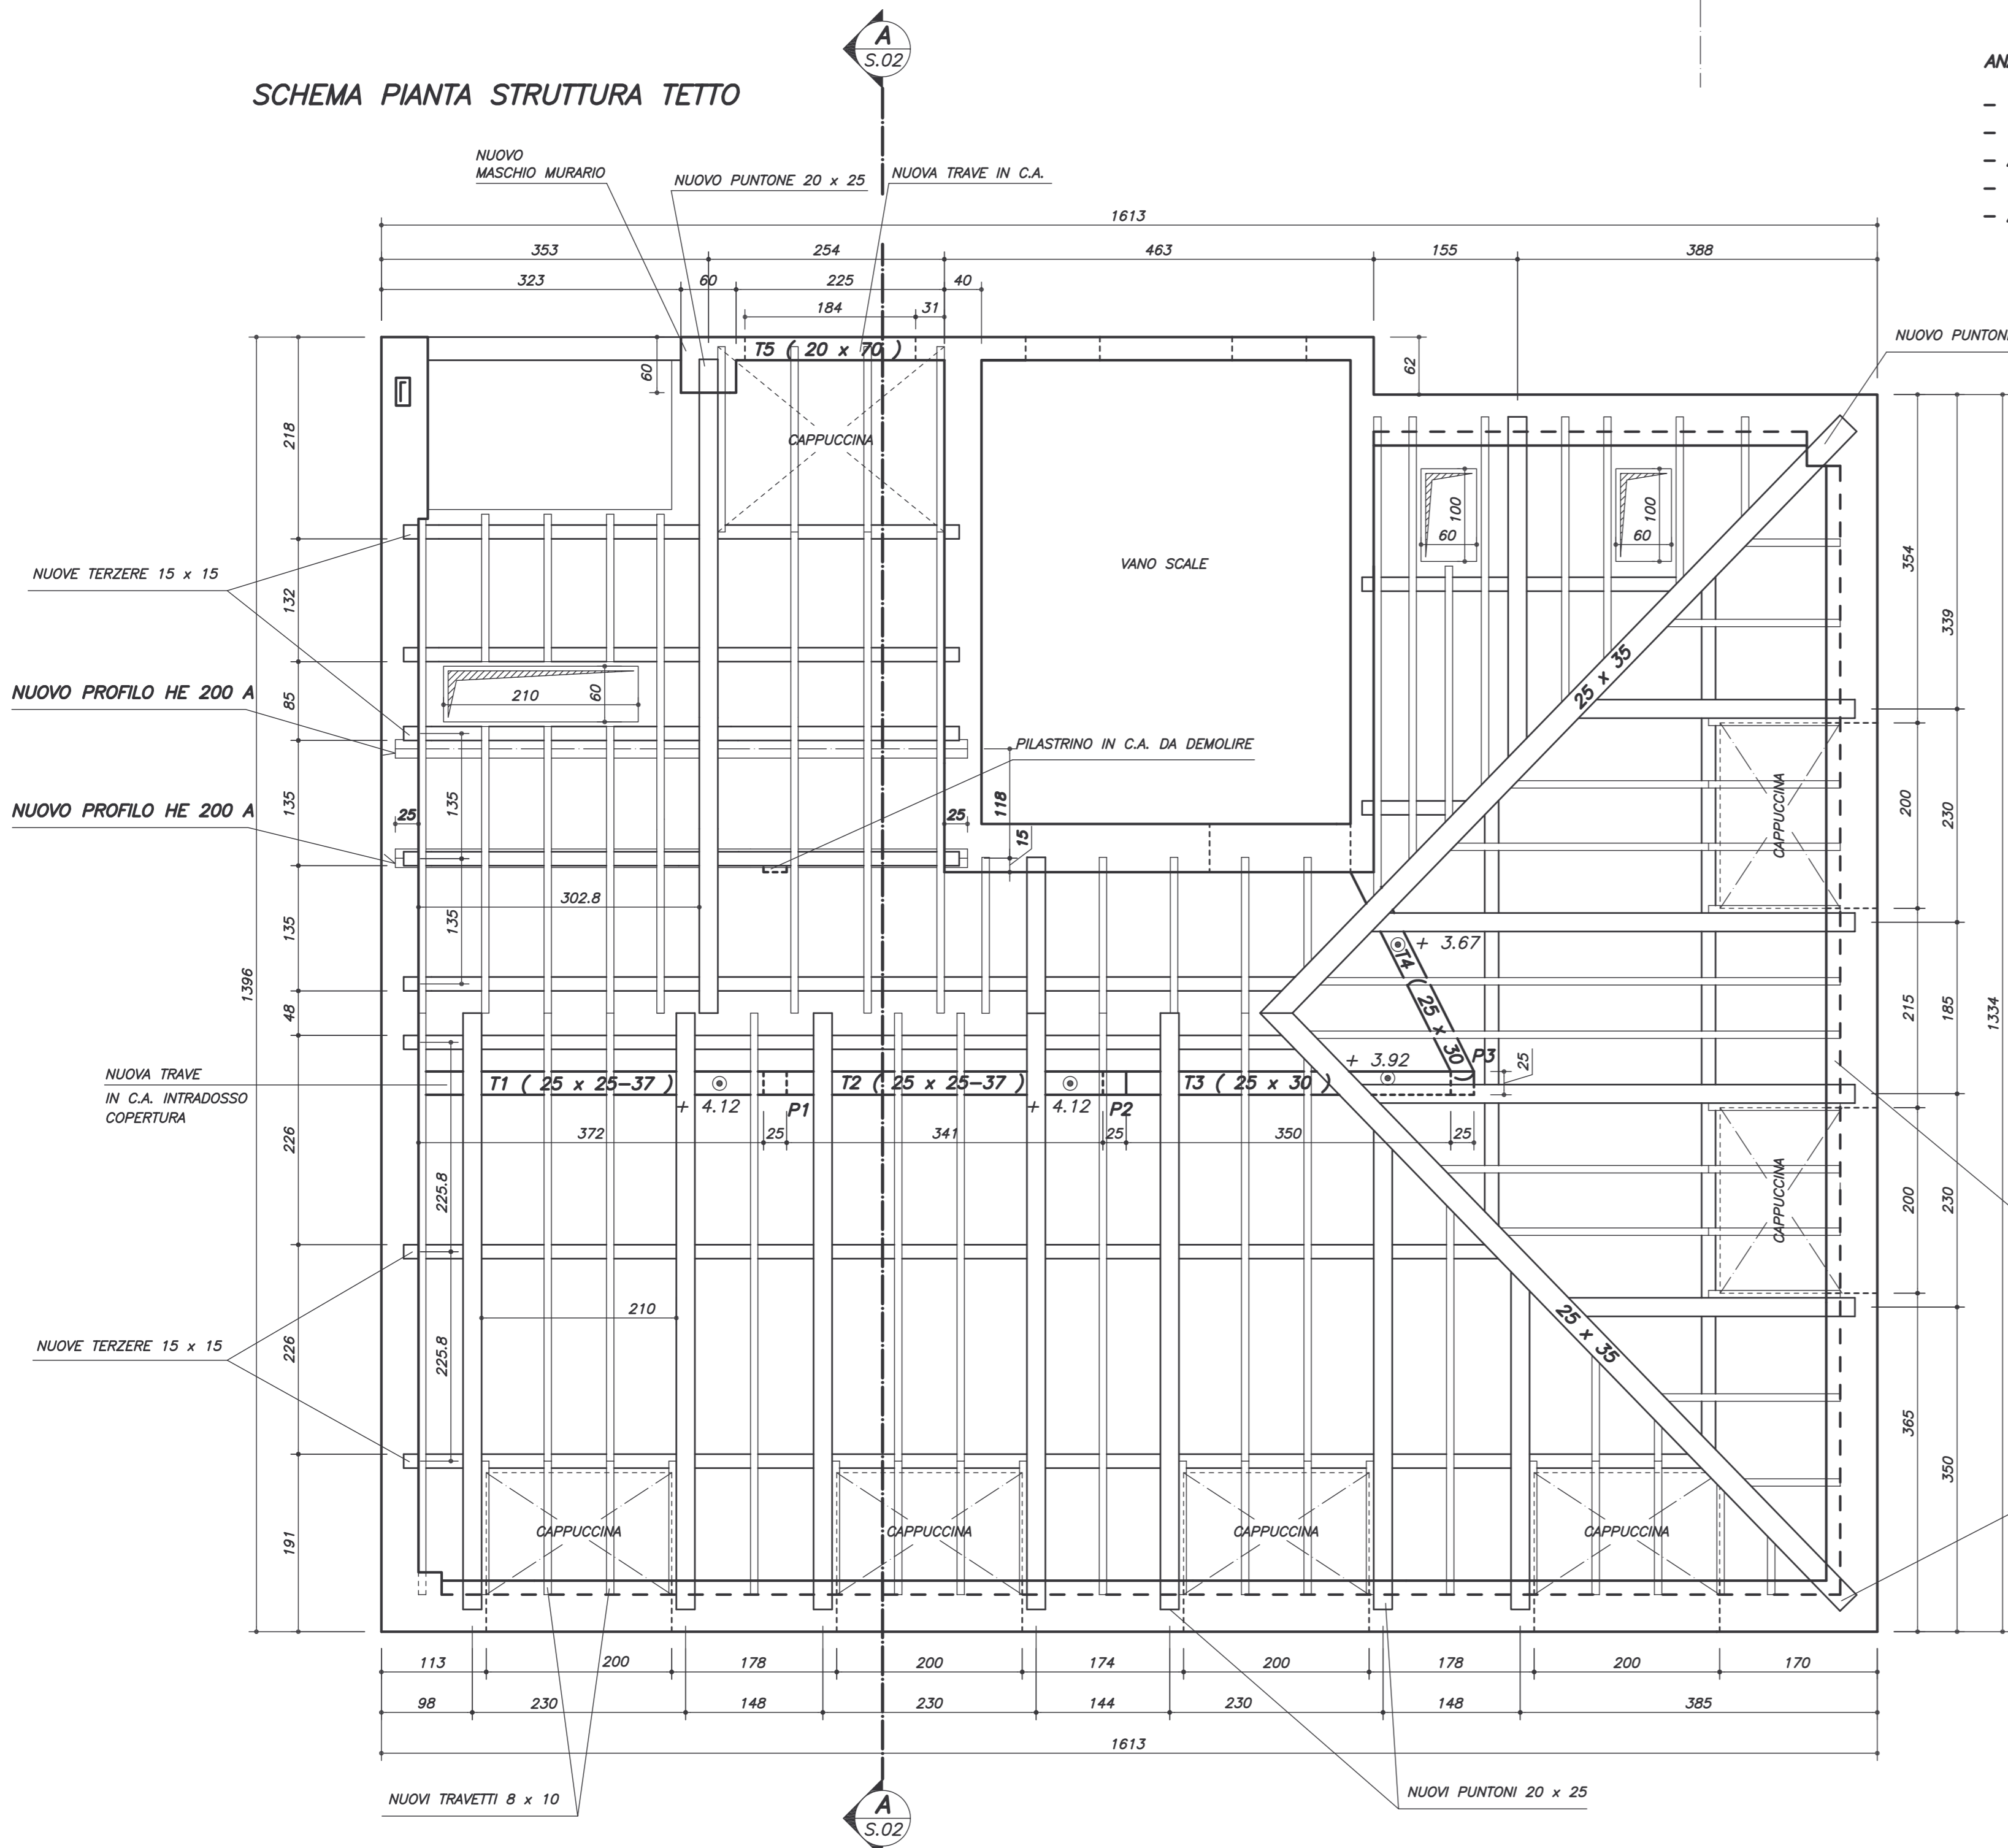 A
S.02
SCHEMA PIANTA STRUTTURA TETTO
NUOVO
MASCHIO MURARIO
NUOVO PUNTONE 20 x 25
NUOVA TRAVE IN C.A.
1613
353
254
463
155
388
323
60
225
40
184
31
T5 ( 20 x 70 )
60
62
NUOVO PUNTON
218
CAPPUCCINA
VANO SCALE
60
100
60
100
354
339
NUOVE TERZERE 15 x 15
132
25 x 35
NUOVO PROFILO HE 200 A
85
210
60
PILASTRINO IN C.A. DA DEMOLIRE
NUOVO PROFILO HE 200 A
135
135
25
25
118
15
CAPPUCCINA
200
230
302.8
135
135
1396
48
+ 3.67
T4 ( 25 x 30 )
215
185
1334
NUOVA TRAVE
IN C.A. INTRADOSSO
COPERTURA
T1 ( 25 x 25-37 )
T2 ( 25 x 25-37 )
T3 ( 25 x 30 )
+ 3.92
P3
25
+ 4.12
P1
+ 4.12
P2
372
25
341
25
350
25
226
225.8
CAPPUCCINA
200
230
210
NUOVE TERZERE 15 x 15
226
225.8
25 x 35
365
350
191
CAPPUCCINA
CAPPUCCINA
CAPPUCCINA
CAPPUCCINA
113
200
178
200
174
200
178
200
170
98
230
148
230
144
230
148
385
1613
NUOVI TRAVETTI 8 x 10
NUOVI PUNTONI 20 x 25
A
S.02